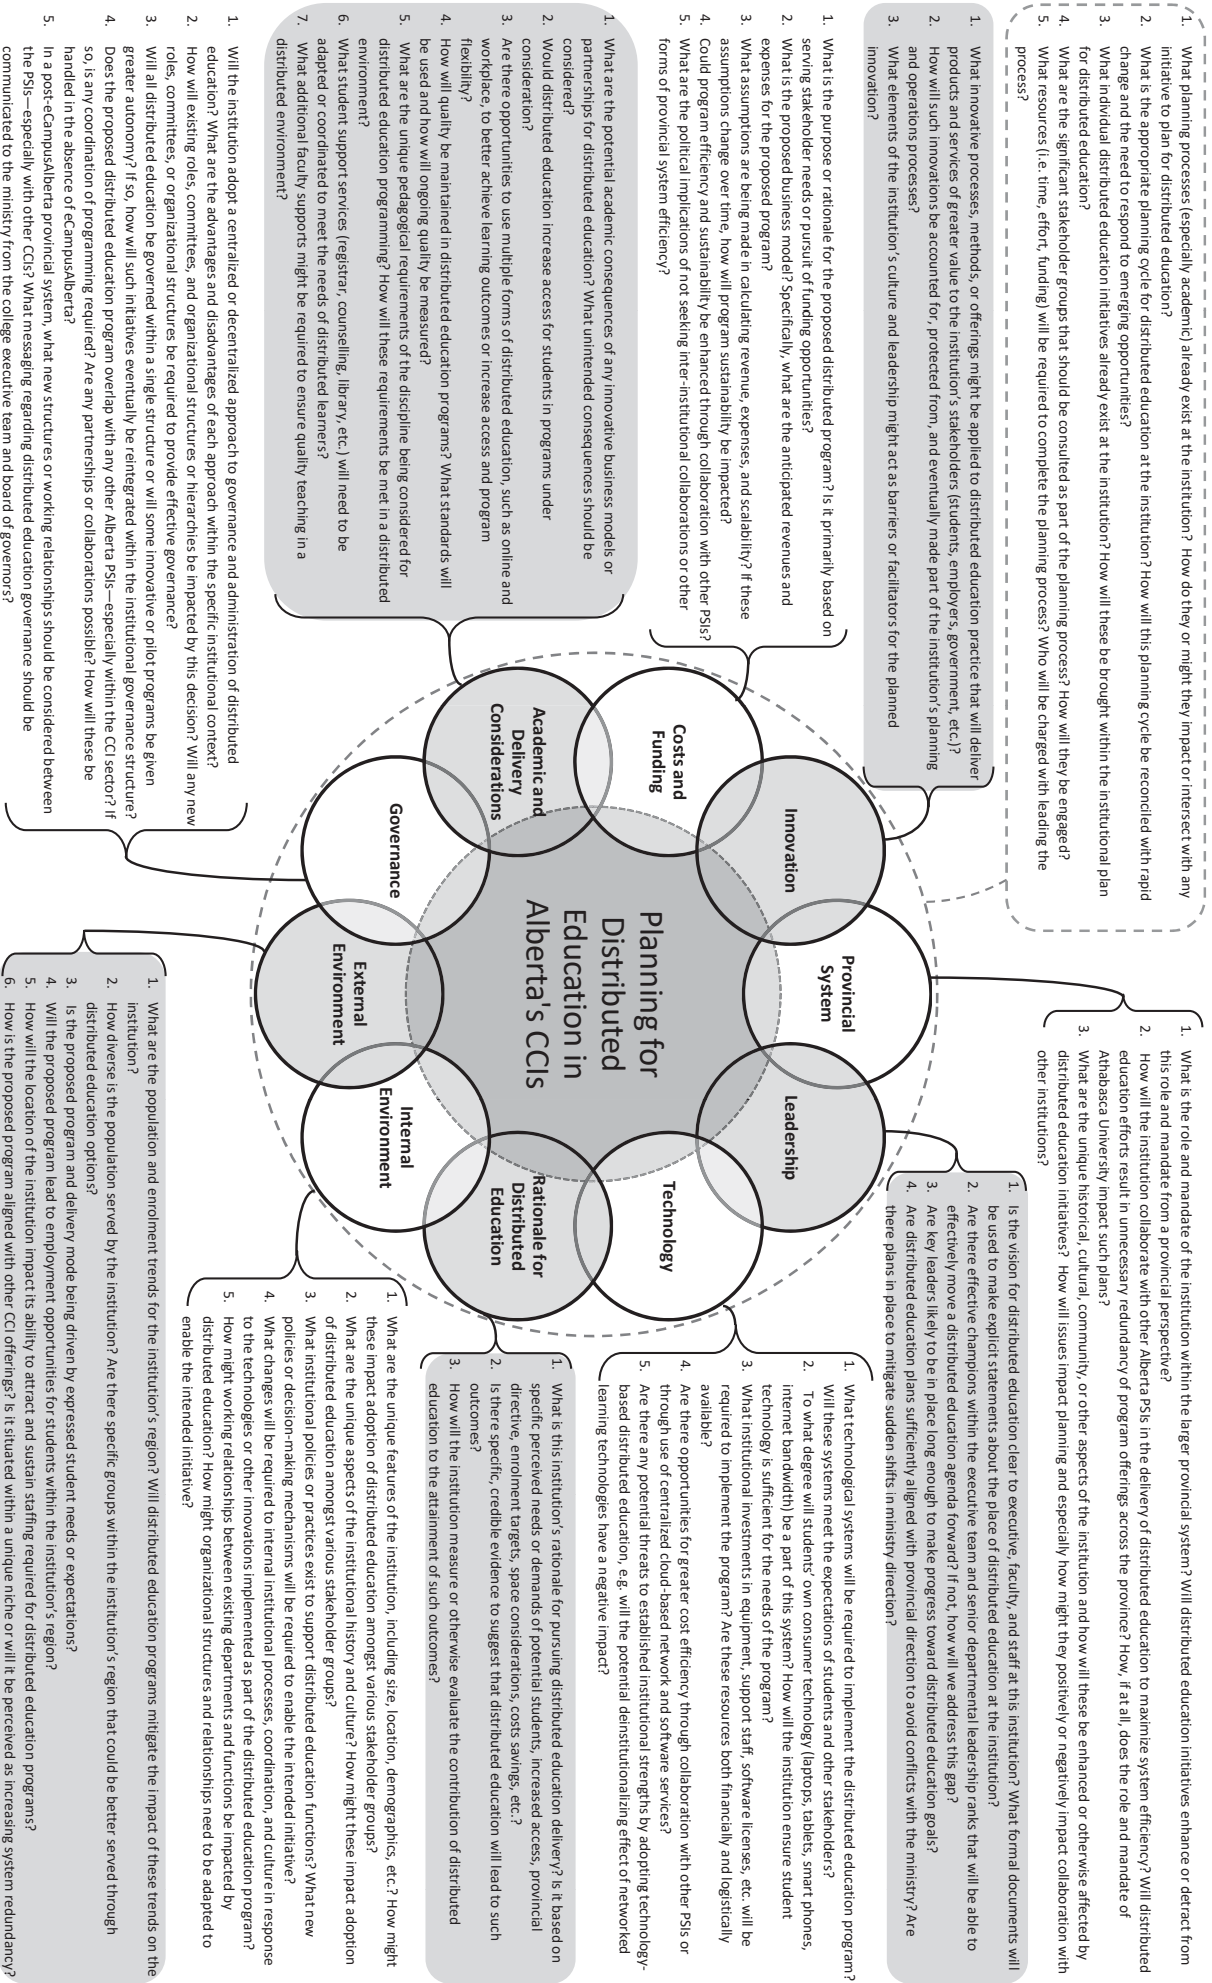 1. What planning processes (especially academic) already exist at the institution? How do they or might they impact or intersect with any
initiative to plan for distributed education?
2. What is the appropriate planning cycle for distributed education at the institution? How will this planning cycle be reconciled with rapid
change and the need to respond to emerging opportunities?
3. What individual distributed education initiatives already exist at the institution? How will these be brought within the institutional plan
for distributed education?
4. What are the significant stakeholder groups that should be consulted as part of the planning process? How will they be engaged?
5. What resources (i.e. time, effort, funding) will be required to complete the planning process? Who will be charged with leading the
process?
1. What innovative processes, methods, or offerings might be applied to distributed education practice that will deliver
products and services of greater value to the institution's stakeholders (students, employers, government, etc.)?
2. How will such innovations be accounted for, protected from, and eventually made part of the institution's planning
and operations processes?
3. What elements of the institution's culture and leadership might act as barriers or facilitators for the planned
innovation?
1. What is the purpose or rationale for the proposed distributed program? Is it primarily based on
serving stakeholder needs or pursuit of funding opportunities?
2. What is the proposed business model? Specifically, what are the anticipated revenues and
expenses for the proposed program?
3. What assumptions are being made in calculating revenue, expenses, and scalability? If these
assumptions change over time, how will program sustainability be impacted?
4. Could program efficiency and sustainability be enhanced through collaboration with other PSIs?
5. What are the political implications of not seeking inter-institutional collaborations or other
forms of provincial system efficiency?
1. What are the potential academic consequences of any innovative business models or
partnerships for distributed education? What unintended consequences should be
considered?
2. Would distributed education increase access for students in programs under
consideration?
3. Are there opportunities to use multiple forms of distributed education, such as online and
workplace, to better achieve learning outcomes or increase access and program
flexibility?
4. How will quality be maintained in distributed education programs? What standards will
be used and how will ongoing quality be measured?
5. What are the unique pedagogical requirements of the discipline being considered for
distributed education programming? How will these requirements be met in a distributed
environment?
6. What student support services (registrar, counselling, library, etc.) will need to be
adapted or coordinated to meet the needs of distributed learners?
7. What additional faculty supports might be required to ensure quality teaching in a
distributed environment?
1. Will the institution adopt a centralized or decentralized approach to governance and administration of distributed
education? What are the advantages and disadvantages of each approach within the specific institutional context?
2. How will existing roles, committees, and organizational structures or hierarchies be impacted by this decision? Will any new
roles, committees, or organizational structures be required to provide effective governance?
3. Will all distributed education be governed within a single structure or will some innovative or pilot programs be given
greater autonomy? If so, how will such initiatives eventually be reintegrated within the institutional governance structure?
4. Does the proposed distributed education program overlap with any other Alberta PSIs—especially within the CCI sector? If
so, is any coordination of programming required? Are any partnerships or collaborations possible? How will these be
handled in the absence of eCampusAlberta?
5. In a post-eCampusAlberta provincial system, what new structures or working relationships should be considered between
the PSIs—especially with other CCIs? What messaging regarding distributed education governance should be
communicated to the ministry from the college executive team and board of governors?
Costs and
Funding
Innovation
Provincial
System
Leadership
Technology
Rationale for
Distributed
Education
Internal
Environment
External
Environment
Governance
Academic and
Delivery
Considerations
Planning for
Distributed
Education in
Alberta's CCIs
1. What is the role and mandate of the institution within the larger provincial system? Will distributed education initiatives enhance or detract from
this role and mandate from a provincial perspective?
2. How will the institution collaborate with other Alberta PSIs in the delivery of distributed education to maximize system efficiency? Will distributed
education efforts result in unnecessary redundancy of program offerings across the province? How, if at all, does the role and mandate of
Athabasca University impact such plans?
3. What are the unique historical, cultural, community, or other aspects of the institution and how will these be enhanced or otherwise affected by
distributed education initiatives? How will issues impact planning and especially how might they positively or negatively impact collaboration with
other institutions?
1. Is the vision for distributed education clear to executive, faculty, and staff at this institution? What formal documents will
be used to make explicit statements about the place of distributed education at the institution?
2. Are there effective champions within the executive team and senior departmental leadership ranks that will be able to
effectively move a distributed education agenda forward? If not, how will we address this gap?
3. Are key leaders likely to be in place long enough to make progress toward distributed education goals?
4. Are distributed education plans sufficiently aligned with provincial direction to avoid conflicts with the ministry? Are
there plans in place to mitigate sudden shifts in ministry direction?
1. What technological systems will be required to implement the distributed education program?
Will these systems meet the expectations of students and other stakeholders?
2. To what degree will students' own consumer technology (laptops, tablets, smart phones,
internet bandwidth) be a part of this system? How will the institution ensure student
technology is sufficient for the needs of the program?
3. What institutional investments in equipment, support staff, software licenses, etc. will be
required to implement the program? Are these resources both financially and logistically
available?
4. Are there opportunities for greater cost efficiency through collaboration with other PSIs or
through use of centralized cloud-based network and software services?
5. Are there any potential threats to established institutional strengths by adopting technology-
based distributed education, e.g. will the potential deinstitutionalizing effect of networked
learning technologies have a negative impact?
1. What is this institution's rationale for pursuing distributed education delivery? Is it based on
specific perceived needs or demands of potential students, increased access, provincial
directive, enrolment targets, space considerations, costs savings, etc.?
2. Is there specific, credible evidence to suggest that distributed education will lead to such
outcomes?
3. How will the institution measure or otherwise evaluate the contribution of distributed
education to the attainment of such outcomes?
1. What are the unique features of the institution, including size, location, demographics, etc.? How might
these impact adoption of distributed education amongst various stakeholder groups?
2. What are the unique aspects of the institutional history and culture? How might these impact adoption
of distributed education amongst various stakeholder groups?
3. What institutional policies or practices exist to support distributed education functions? What new
policies or decision-making mechanisms will be required to enable the intended initiative?
4. What changes will be required to internal institutional processes, coordination, and culture in response
to the technologies or other innovations implemented as part of the distributed education program?
5. How might working relationships between existing departments and functions be impacted by
distributed education? How might organizational structures and relationships need to be adapted to
enable the intended initiative?
1. What are the population and enrolment trends for the institution's region? Will distributed education programs mitigate the impact of these trends on the
institution?
2. How diverse is the population served by the institution? Are there specific groups within the institution's region that could be better served through
distributed education options?
3. Is the proposed program and delivery mode being driven by expressed student needs or expectations?
4. Will the proposed program lead to employment opportunities for students within the institution's region?
5. How will the location of the institution impact its ability to attract and sustain staffing required for distributed education programs?
6. How is the proposed program aligned with other CCI offerings? Is it situated within a unique niche or will it be perceived as increasing system redundancy?